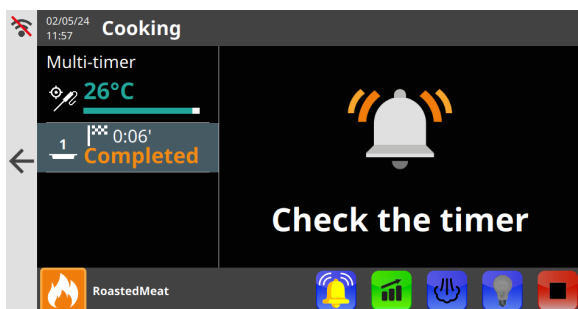 02/05/24
11:57
Cooking
Multi-timer
26°C
1
0:06'
Completed
Check the timer
RoastedMeat